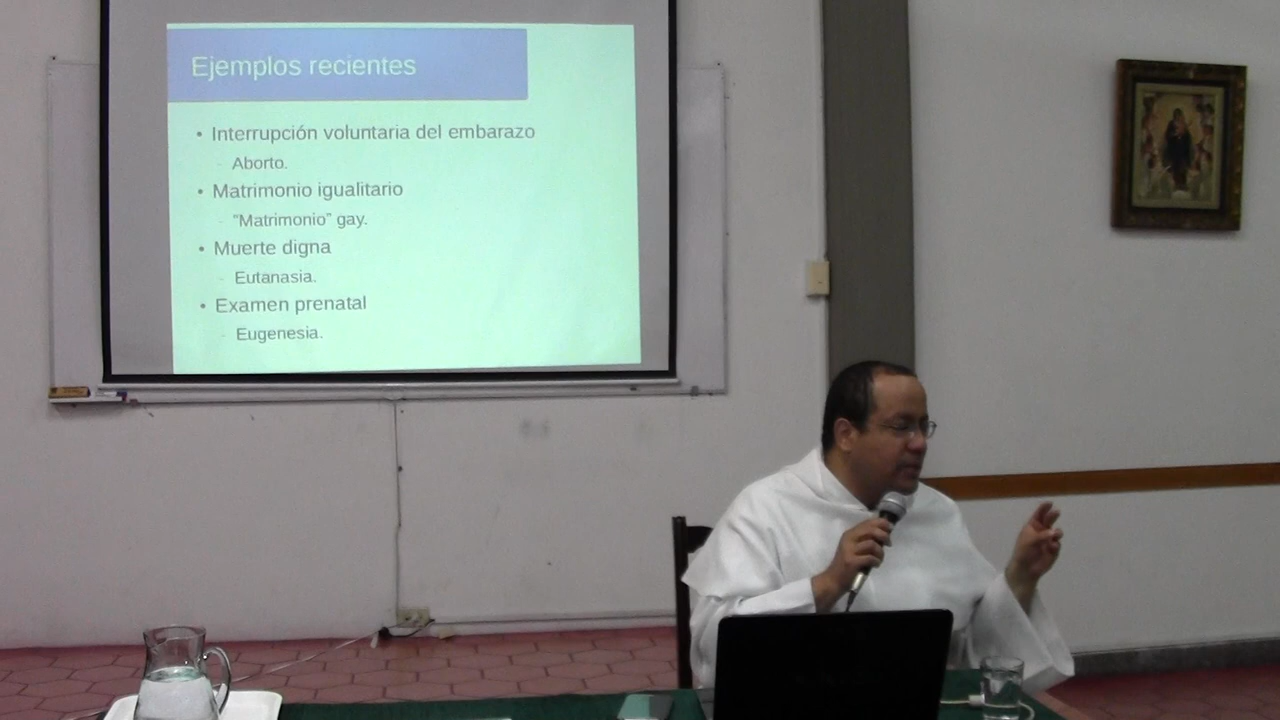 Ejemplos recientes
• Interrupción voluntaria del embarazo
- Aborto.
• Matrimonio igualitario
- "Matrimonio" gay.
• Muerte digna
- Eutanasia.
• Examen prenatal
- Eugenesia.